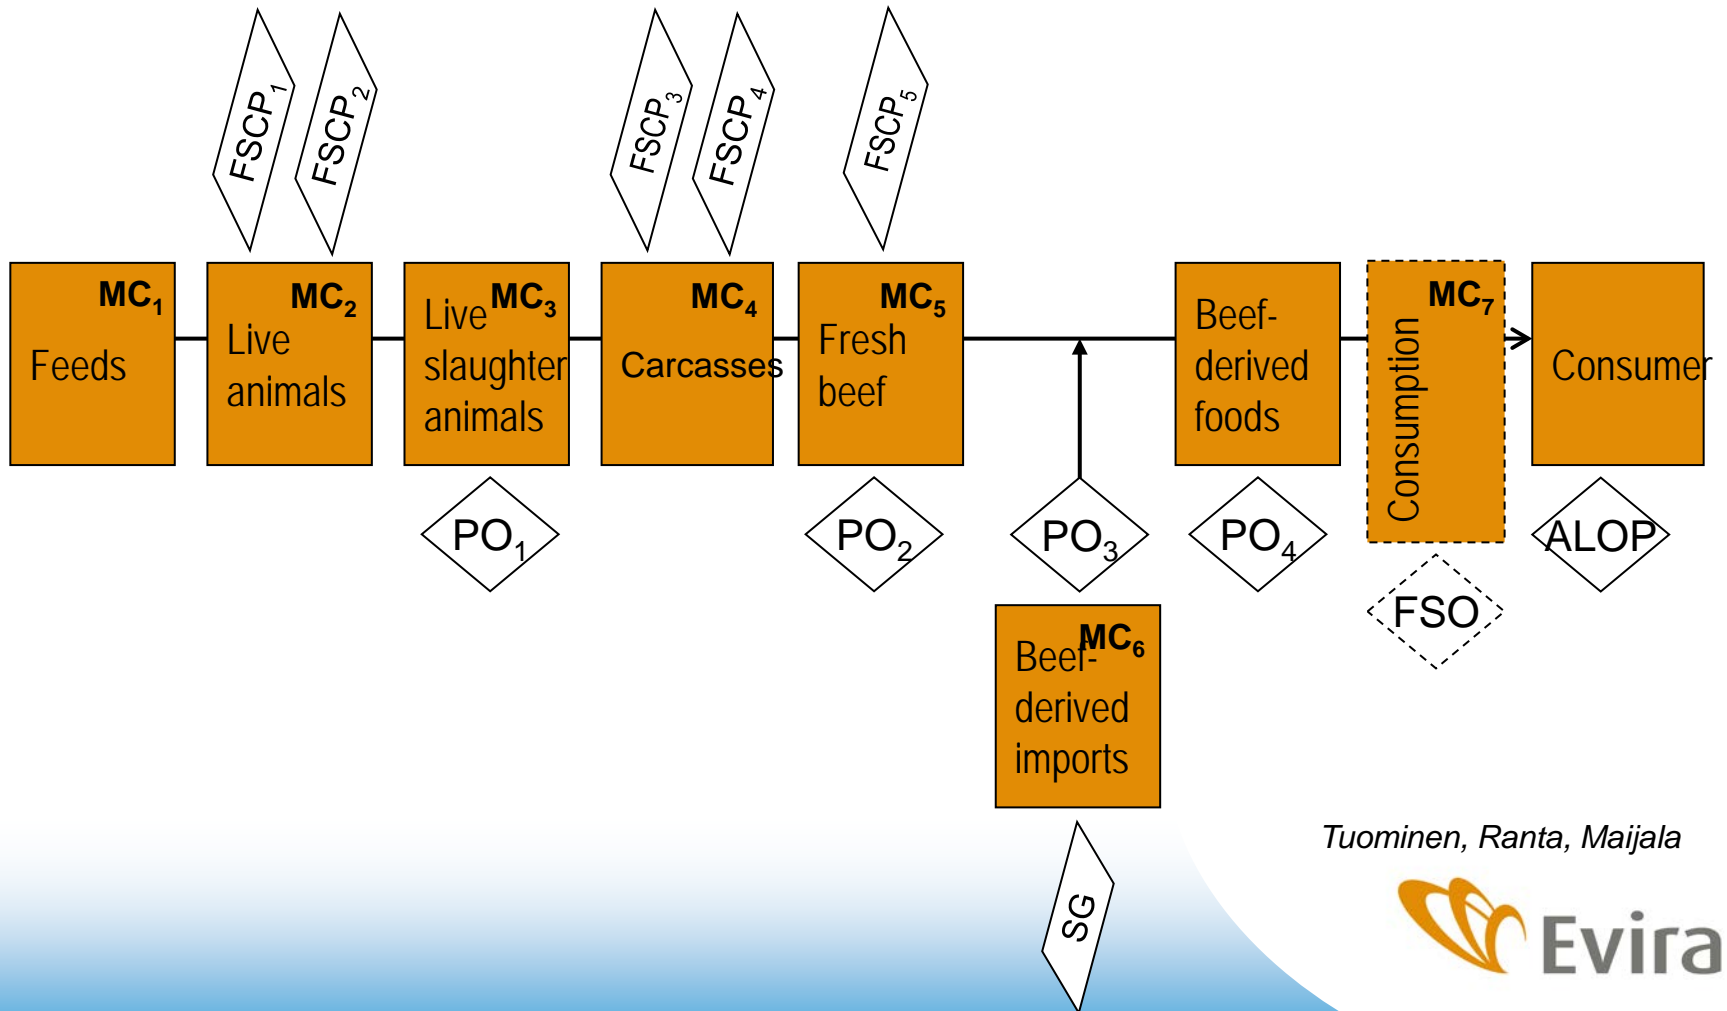 FSCP1
FSCP2
FSCP3
FSCP4
FSCP5
MC1
Feeds
MC2
Live
animals
MC3
Live
slaughter
animals
MC4
Carcasses
MC5
Fresh
beef
Beef-
derived
foods
MC7
Consumption
Consumer
PO1
PO2
PO3
PO4
ALOP
FSO
MC6
Beef-
derived
imports
SG
Tuominen, Ranta, Maijala
Evira